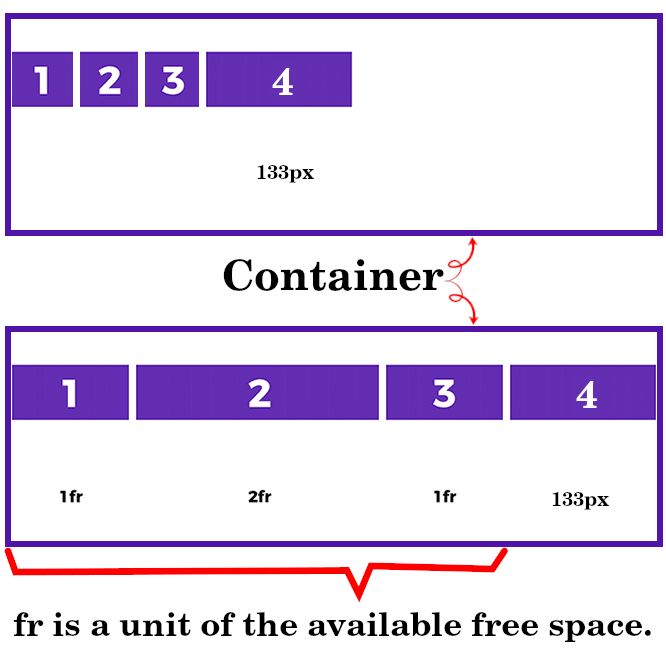 1 2 3 4
133px
Container
1 2 3 4
1fr 2fr 1fr 133px
fr is a unit of the available free space.